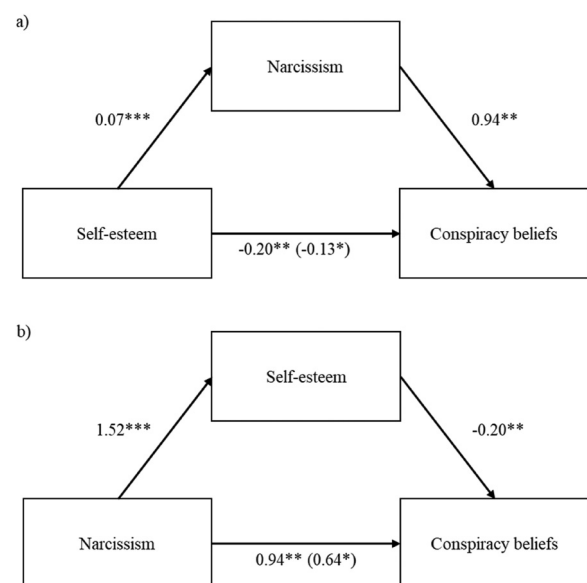 a)
Narcissism
0.07***
0.94**
Self-esteem
Conspiracy beliefs
-0.20** (-0.13*)
b)
Self-esteem
1.52***
-0.20**
Narcissism
Conspiracy beliefs
0.94** (0.64*)